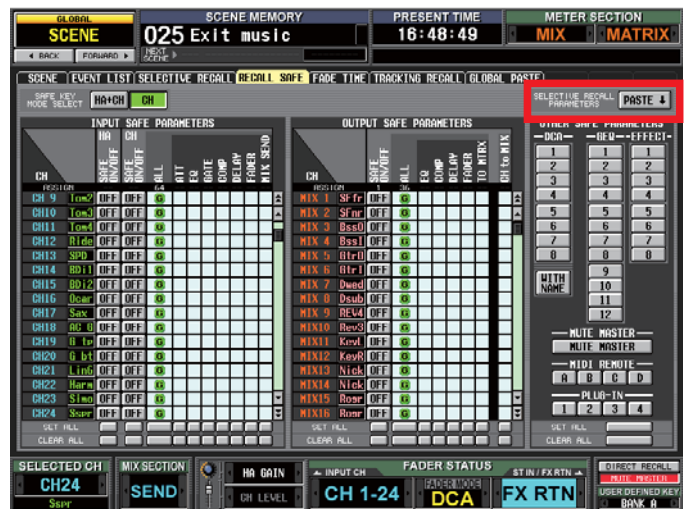 GLOBAL
SCENE
SCENE MEMORY
025 Exit music
PRESENT TIME
16:48:49
METER SECTION
MIX MATRIX
BACK FORWARD
NEXT SCENE
SCENE EVENT LIST SELECTIVE RECALL RECALL SAFE FADE TIME TRACKING RECALL GLOBAL PASTE
SAFE KEY MODE SELECT HA+CH CH
SELECTIVE RECALL PARAMETERS PASTE
INPUT SAFE PARAMETERS
OUTPUT SAFE PARAMETERS
OTHER SAFE PARAMETERS
HA CH
CH SAFE ON/OFF SAFE ON/OFF ALL ATT EQ GATE COMP DELAY FADER MIX SEND
CH SAFE ON/OFF ALL EQ COMP DELAY FADER TO MTRX CH to MIX
DCA GEQ EFFECT
ASSIGN 64
ASSIGN 1 36
CH 9 Tom2 OFF OFF G
CH10 Tom3 OFF OFF G
CH11 Tom4 OFF OFF G
CH12 Ride OFF OFF G
CH13 SPD OFF OFF G
CH14 BDi1 OFF OFF G
CH15 BDi2 OFF OFF G
CH16 Ocar OFF OFF G
CH17 Sax OFF OFF G
CH18 AC G OFF OFF G
CH19 OFF OFF G
CH20 G bt OFF OFF G
CH21 LinG OFF OFF G
CH22 Harm OFF OFF G
CH23 Simo OFF OFF G
CH24 Sspr OFF OFF G
MIX 1 SFfr OFF G
MIX 2 SFnr OFF G
MIX 3 Bss0 OFF G
MIX 4 BssI OFF G
MIX 5 Gtr0 OFF G
MIX 6 GtrI OFF G
MIX 7 Dwed OFF G
MIX 8 Dsub OFF G
MIX 9 REV4 OFF G
MIX10 Rev3 OFF G
MIX11 KeyL OFF G
MIX12 KeyR OFF G
MIX13 Nick OFF G
MIX14 Nick OFF G
MIX15 OFF G
MIX16 OFF G
1 1 1
2 2 2
3 3 3
4 4 4
5 5 5
6 6 6
7 7 7
8 8 8
WITH NAME
9
10
11
12
MUTE MASTER
MUTE MASTER
MIDI REMOTE
A B C D
PLUG-IN
1 2 3 4
SET ALL
SET ALL
SET ALL
CLEAR ALL
CLEAR ALL
CLEAR ALL
SELECTED CH
CH24
Sspr
MIX SECTION
SEND
HA GAIN
CH LEVEL
INPUT CH
CH 1-24
FADER STATUS
FADER MODE
DCA
ST IN / FX RTN
FX RTN
DIRECT RECALL
MUTE MASTER
USER DEFINED KEY
BANK A